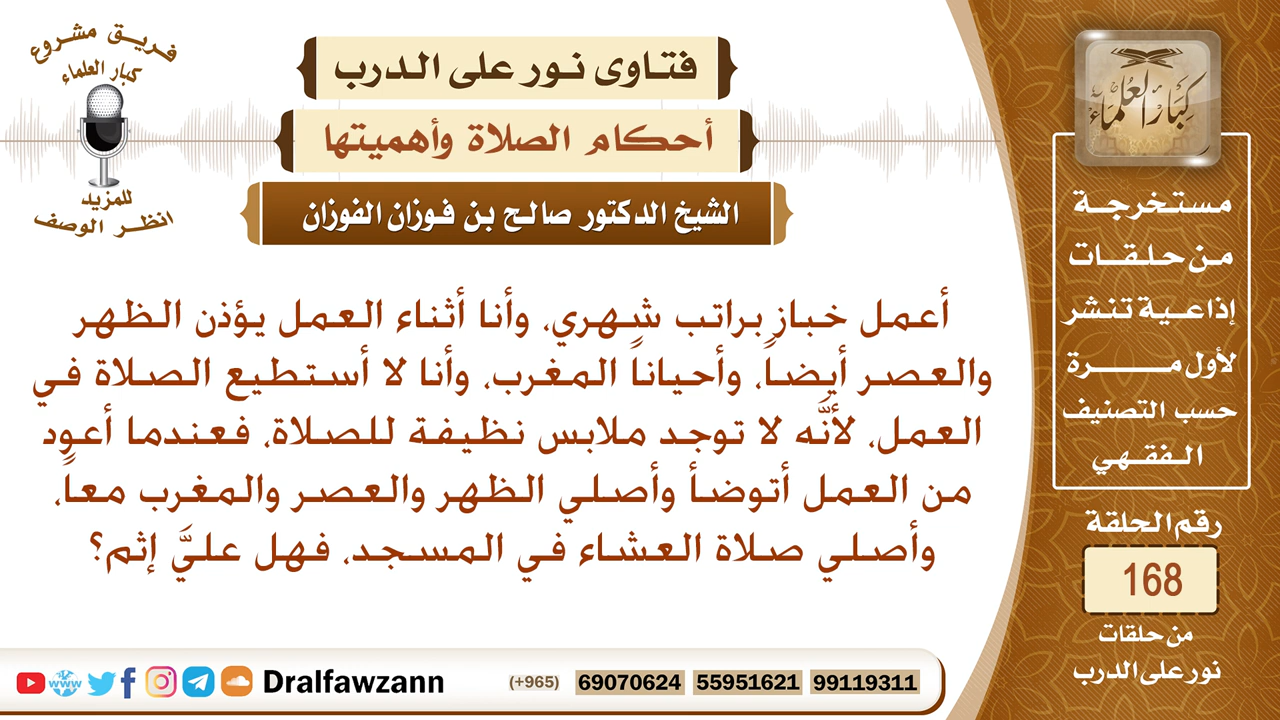 فريق مشروع
كبار العلماء
للمزيد
انظر الوصف
فتاوى نور على الدرب
أحكام الصلاة وأهميتها
الشيخ الدكتور صالح بن فوزان الفوزان
أعمل خباز براتب شهري، وأنا أثناء العمل يؤذن الظهر
والعصر أيضاً، وأحياناً المغرب، وأنا لا أستطيع الصلاة في
العمل، لأنَّه لا توجد ملابس نظيفة للصلاة، فعندما أعود
من العمل أتوضأ وأصلي الظهر والعصر والمغرب معاً،
وأصلي صلاة العشاء في المسجد، فهل عليَّ إثم؟
كِبَارُ العُلَمَاءِ
مستخرجة
من حلقات
إذاعية تنشر
لأول مرة
حسب التصنيف
الفقهي
رقم الحلقة
168
من حلقات
نور على الدرب
www
Dralfawzann
(+965) 69070624 55951621 99119311